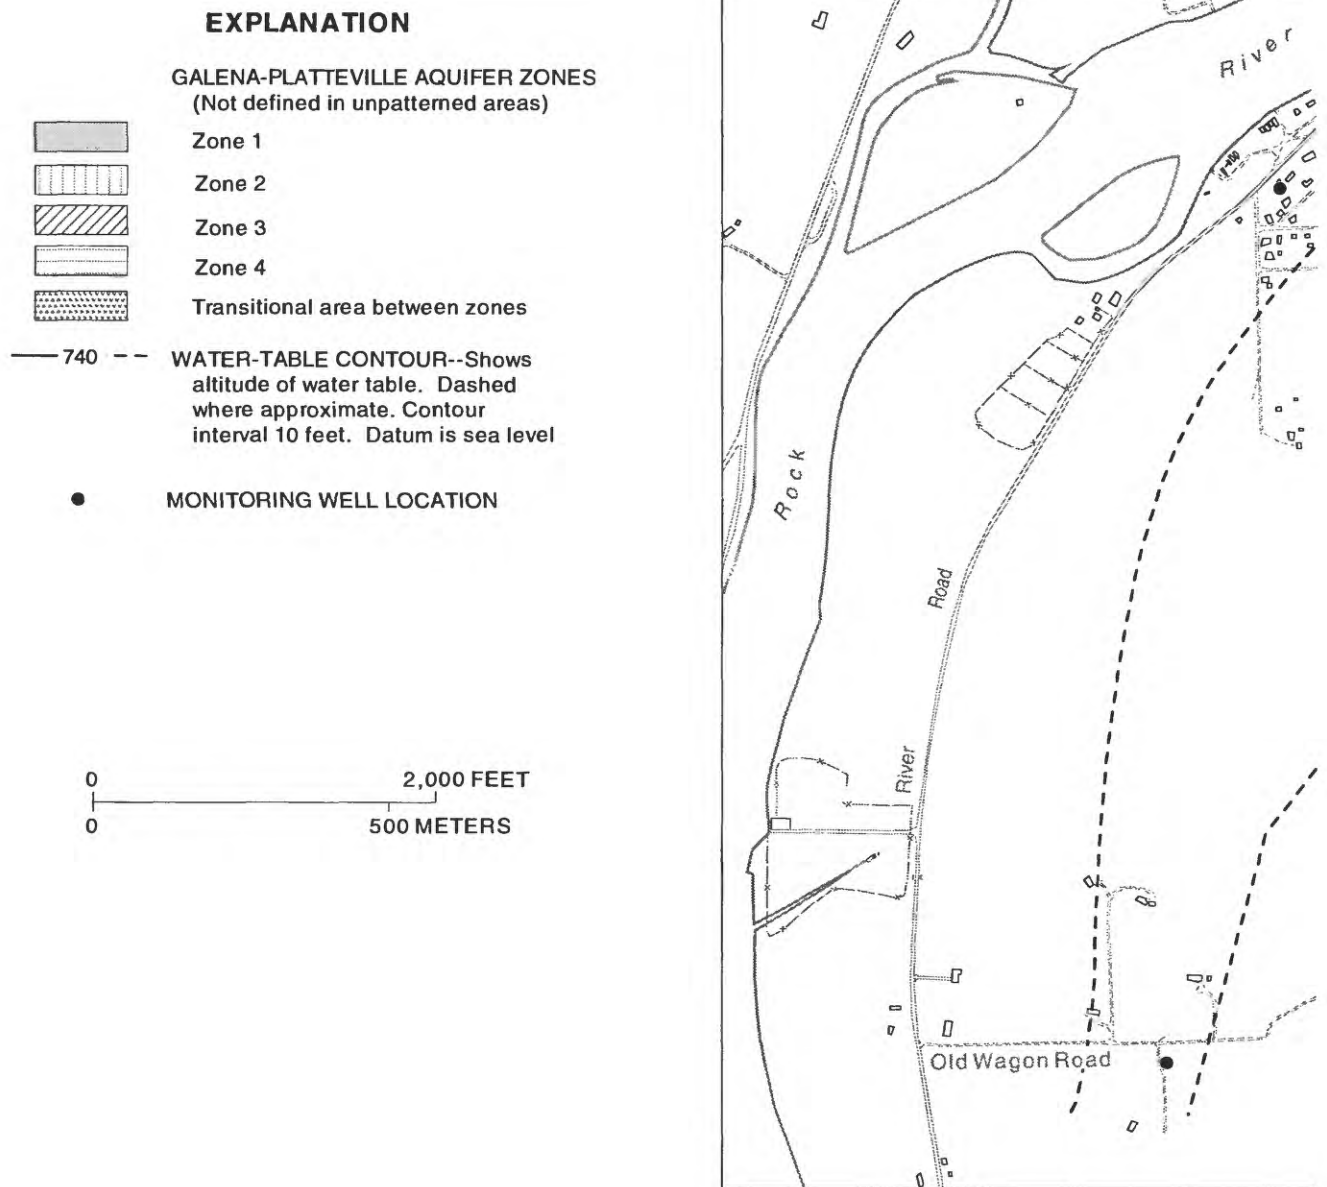 EXPLANATION
GALENA-PLATTEVILLE AQUIFER ZONES
(Not defined in unpatterned areas)
Zone 1
Zone 2
Zone 3
Zone 4
Transitional area between zones
740
WATER-TABLE CONTOUR--Shows
altitude of water table. Dashed
where approximate. Contour
interval 10 feet. Datum is sea level
MONITORING WELL LOCATION
0 2,000 FEET
0 500 METERS
River
Rock
Road
River
Old Wagon Road